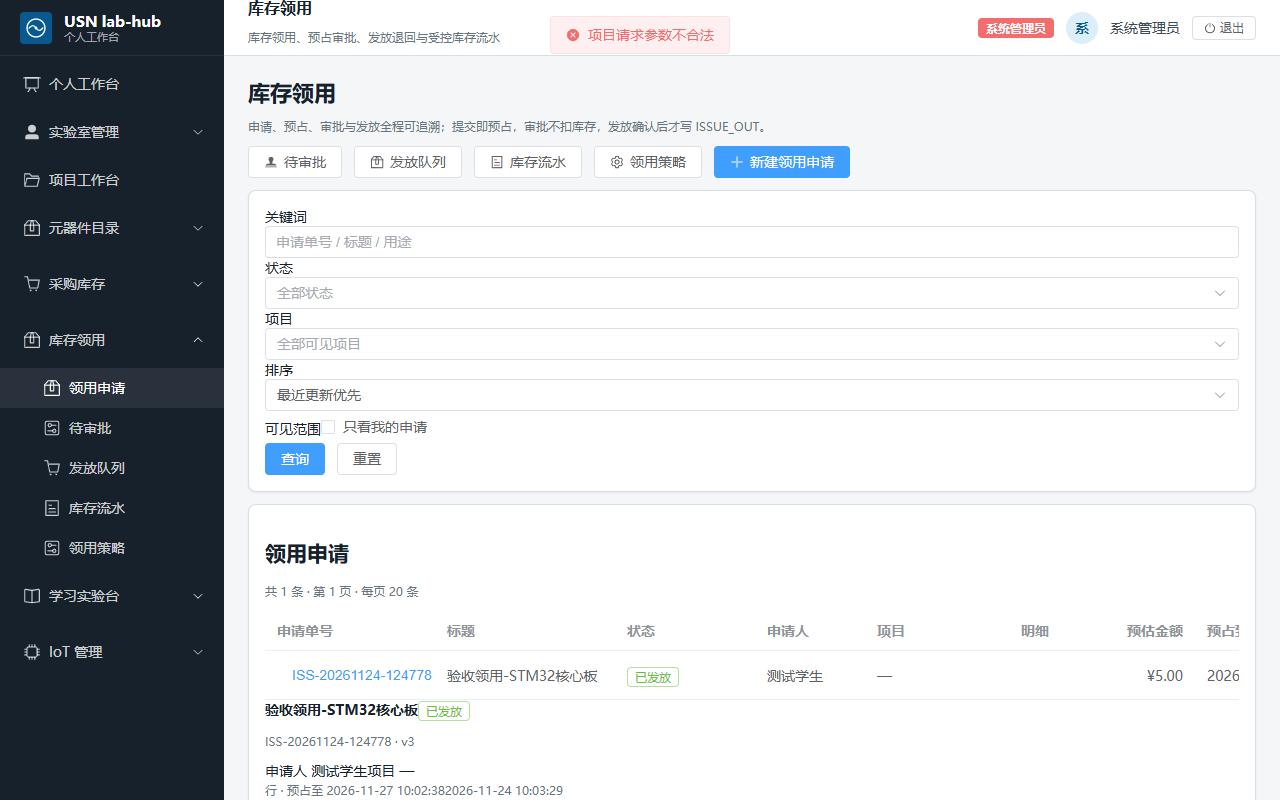 USN lab-hub
个人工作台
个人工作台
实验室管理
项目工作台
元器件目录
采购库存
库存领用
领用申请
待审批
发放队列
库存流水
领用策略
学习实验台
IoT 管理
库存领用
库存领用、预占审批、发放退回与受控库存流水
项目请求参数不合法
系统管理员
系
系统管理员
退出
库存领用
申请、预占、审批与发放全程可追溯；提交即预占，审批不扣库存，发放确认后才写 ISSUE_OUT。
待审批
发放队列
库存流水
领用策略
新建领用申请
关键词
申请单号 / 标题 / 用途
状态
全部状态
项目
全部可见项目
排序
最近更新优先
可见范围 只看我的申请
查询 重置
领用申请
共 1 条 · 第 1 页 · 每页 20 条
申请单号 标题 状态 申请人 项目 明细 预估金额 预占
ISS-20261124-124778 验收领用-STM32核心板 已发放 测试学生 — ¥5.00 2026
验收领用-STM32核心板 已发放
ISS-20261124-124778 · v3
申请人 测试学生项目 —
行 · 预占至 2026-11-27 10:02:382026-11-24 10:03:29